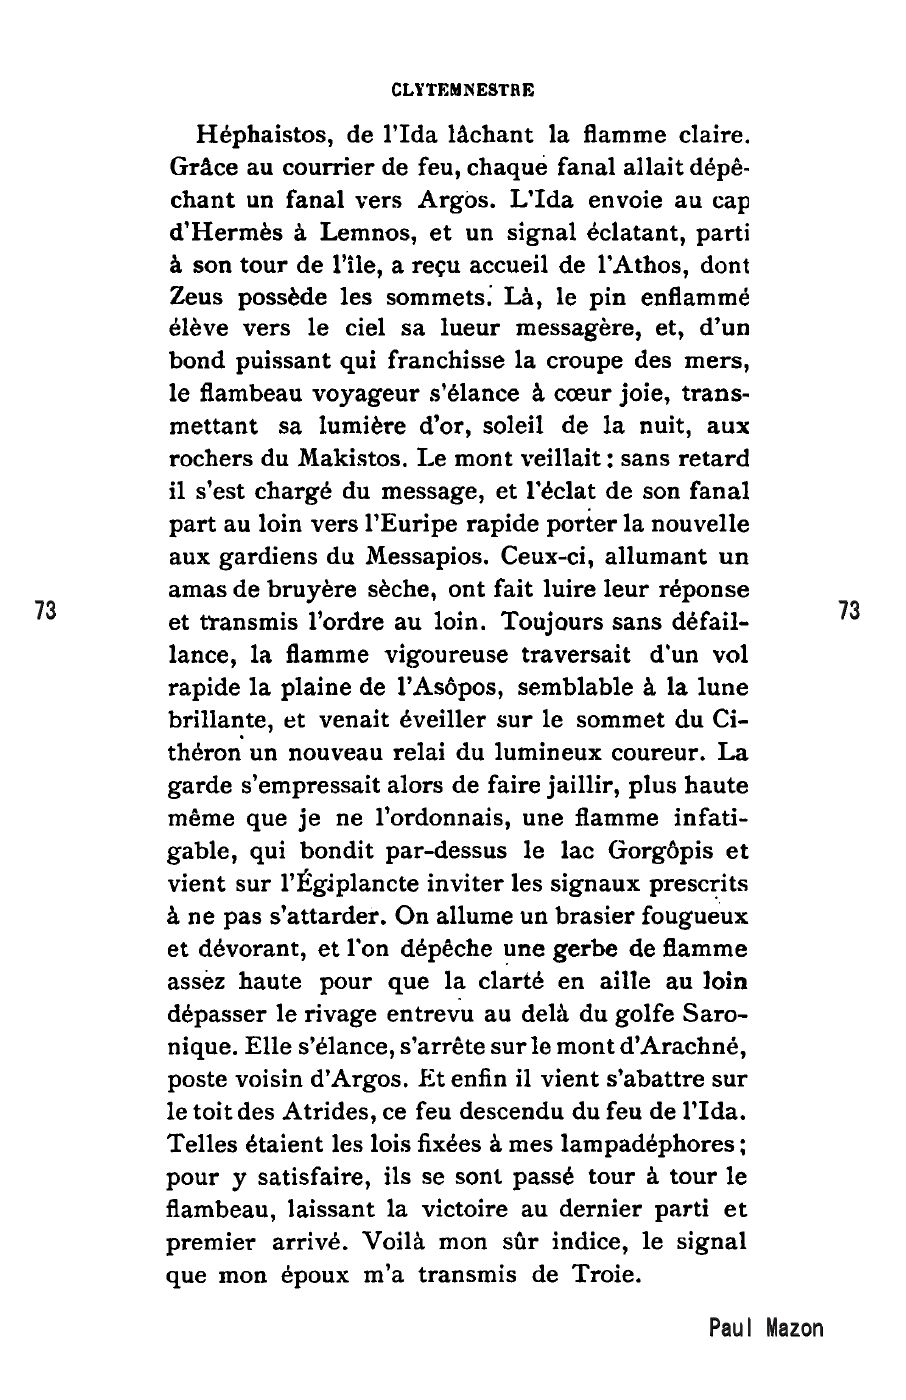 CLYTEMNESTRE
Héphaistos, de l'Ida lâchant la flamme claire.
Grâce au courrier de feu, chaque fanal allait dépê-
chant un fanal vers Argos. L'Ida envoie au cap
d'Hermès à Lemnos, et un signal éclatant, parti
à son tour de l'île, a reçu accueil de l'Athos, dont
Zeus possède les sommets. Là, le pin enflammé
élève vers le ciel sa lueur messagère, et, d'un
bond puissant qui franchisse la croupe des mers,
le flambeau voyageur s'élance à cœur joie, trans-
mettant sa lumière d'or, soleil de la nuit, aux
rochers du Makistos. Le mont veillait : sans retard
il s'est chargé du message, et l'éclat de son fanal
part au loin vers l'Euripe rapide porter la nouvelle
aux gardiens du Messapios. Ceux-ci, allumant un
amas de bruyère sèche, ont fait luire leur réponse
73 et transmis l'ordre au loin. Toujours sans défail- 73
lance, la flamme vigoureuse traversait d'un vol
rapide la plaine de l'Asôpos, semblable à la lune
brillante, et venait éveiller sur le sommet du Ci-
théron un nouveau relai du lumineux coureur. La
garde s'empressait alors de faire jaillir, plus haute
même que je ne l'ordonnais, une flamme infati-
gable, qui bondit par-dessus le lac Gorgôpis et
vient sur l'Égiplancte inviter les signaux prescrits
à ne pas s'attarder. On allume un brasier fougueux
et dévorant, et l'on dépêche une gerbe de flamme
assez haute pour que la clarté en aille au loin
dépasser le rivage entrevu au delà du golfe Saro-
nique. Elle s'élance, s'arrête sur le mont d'Arachné,
poste voisin d'Argos. Et enfin il vient s'abattre sur
le toit des Atrides, ce feu descendu du feu de l'Ida.
Telles étaient les lois fixées à mes lampadéphores ;
pour y satisfaire, ils se sont passé tour à tour le
flambeau, laissant la victoire au dernier parti et
premier arrivé. Voilà mon sûr indice, le signal
que mon époux m'a transmis de Troie.
Paul Mazon